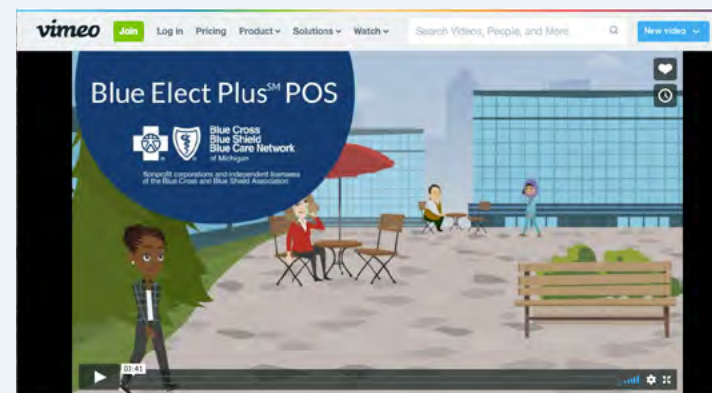 vimeo Join Log in Pricing Product Solutions Watch Search Videos, People, and More New video
Blue Elect Plus℠ POS
Blue Cross
Blue Shield
Blue Care Network
of Michigan
Nonprofit corporations and independent licensees
of the Blue Cross and Blue Shield Association
03:41